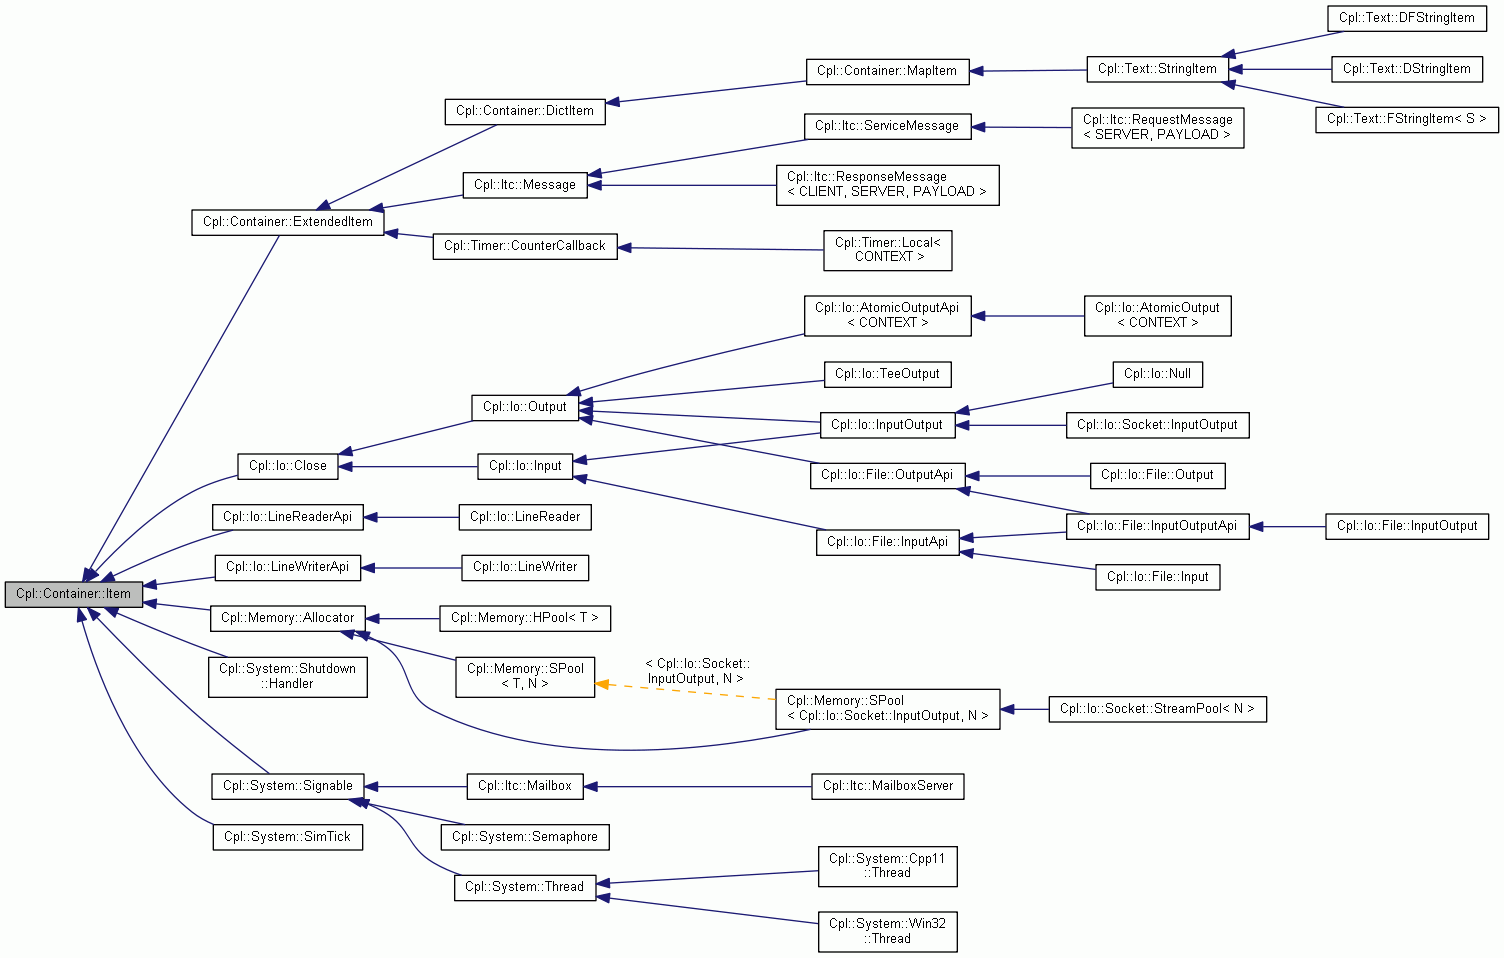 Cpl::Text::DFStringItem
Cpl::Container::MapItem
Cpl::Text::StringItem
Cpl::Text::DStringItem
Cpl::Container::DictItem
Cpl::Text::FStringItem< S >
Cpl::Itc::ServiceMessage
Cpl::Itc::RequestMessage
< SERVER, PAYLOAD >
Cpl::Itc::Message
Cpl::Itc::ResponseMessage
< CLIENT, SERVER, PAYLOAD >
Cpl::Container::ExtendedItem
Cpl::Timer::CounterCallback
Cpl::Timer::Local<
CONTEXT >
Cpl::Io::AtomicOutputApi
< CONTEXT >
Cpl::Io::AtomicOutput
< CONTEXT >
Cpl::Io::TeeOutput
Cpl::Io::Null
Cpl::Io::Output
Cpl::Io::InputOutput
Cpl::Io::Socket::InputOutput
Cpl::Io::Close
Cpl::Io::Input
Cpl::Io::File::OutputApi
Cpl::Io::File::Output
Cpl::Io::LineReaderApi
Cpl::Io::LineReader
Cpl::Io::File::InputApi
Cpl::Io::File::InputOutputApi
Cpl::Io::File::InputOutput
Cpl::Io::LineWriterApi
Cpl::Io::LineWriter
Cpl::Io::File::Input
Cpl::Container::Item
Cpl::Memory::Allocator
Cpl::Memory::HPool< T >
Cpl::System::Shutdown
::Handler
Cpl::Memory::SPool
< T, N >
< Cpl::Io::Socket::
InputOutput, N >
Cpl::Memory::SPool
< Cpl::Io::Socket::InputOutput, N >
Cpl::Io::Socket::StreamPool< N >
Cpl::System::Signable
Cpl::Itc::Mailbox
Cpl::Itc::MailboxServer
Cpl::System::SimTick
Cpl::System::Semaphore
Cpl::System::Thread
Cpl::System::Cpp11
::Thread
Cpl::System::Win32
::Thread